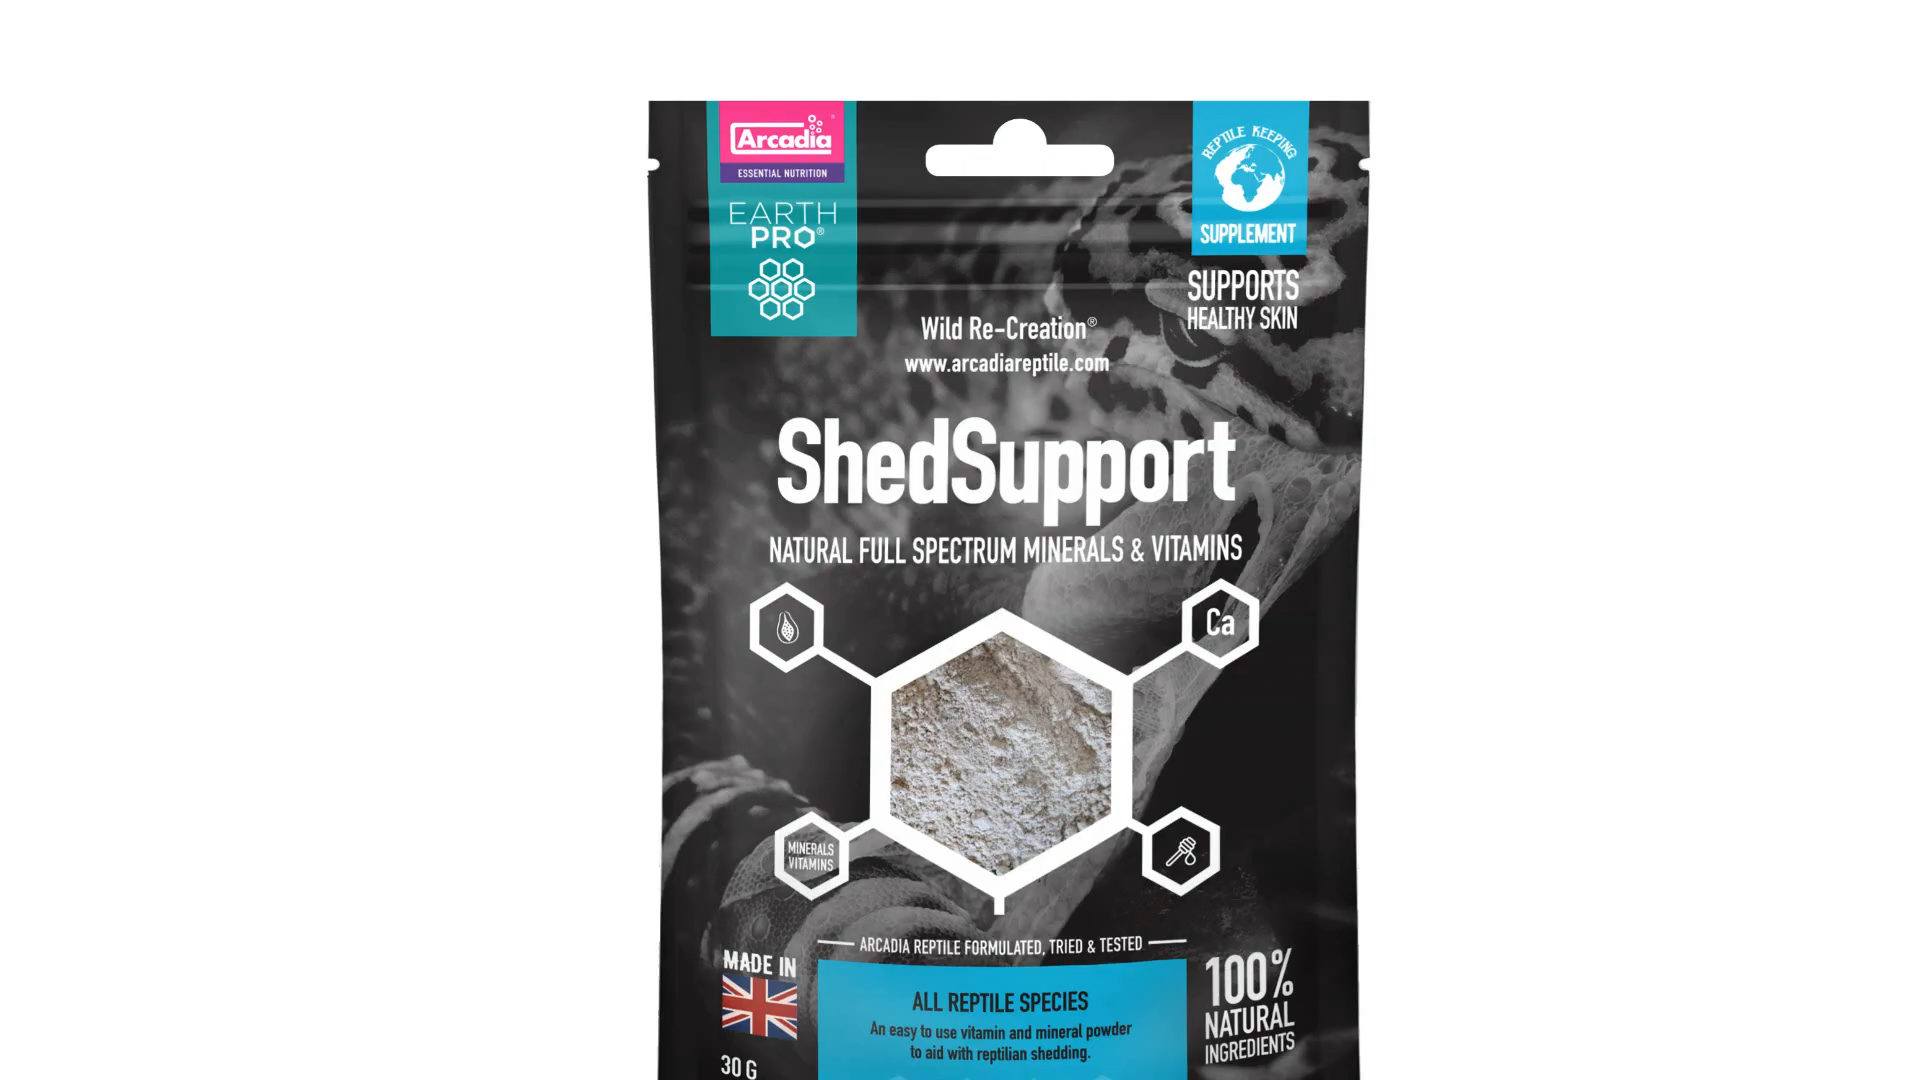 Arcadia
ESSENTIAL NUTRITION
EARTH
PRO®
REPTILE KEEPING
SUPPLEMENT
SUPPORTS
HEALTHY SKIN
Wild Re-Creation®
www.arcadiareptile.com
ShedSupport
NATURAL FULL SPECTRUM MINERALS & VITAMINS
Ca
MINERALS
VITAMINS
ARCADIA REPTILE FORMULATED, TRIED & TESTED
MADE IN
30 G
ALL REPTILE SPECIES
An easy to use vitamin and mineral powder
to aid with reptilian shedding.
100%
NATURAL
INGREDIENTS